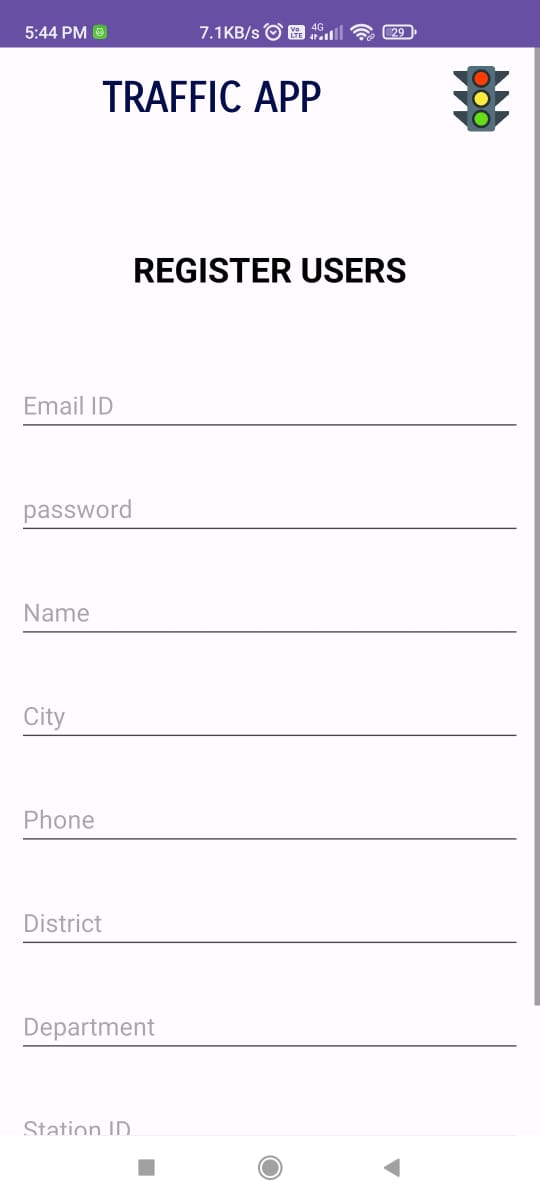 5:44 PM 7.1KB/s Vo LTE 4G 29
TRAFFIC APP
REGISTER USERS
Email ID
password
Name
City
Phone
District
Department
Station ID